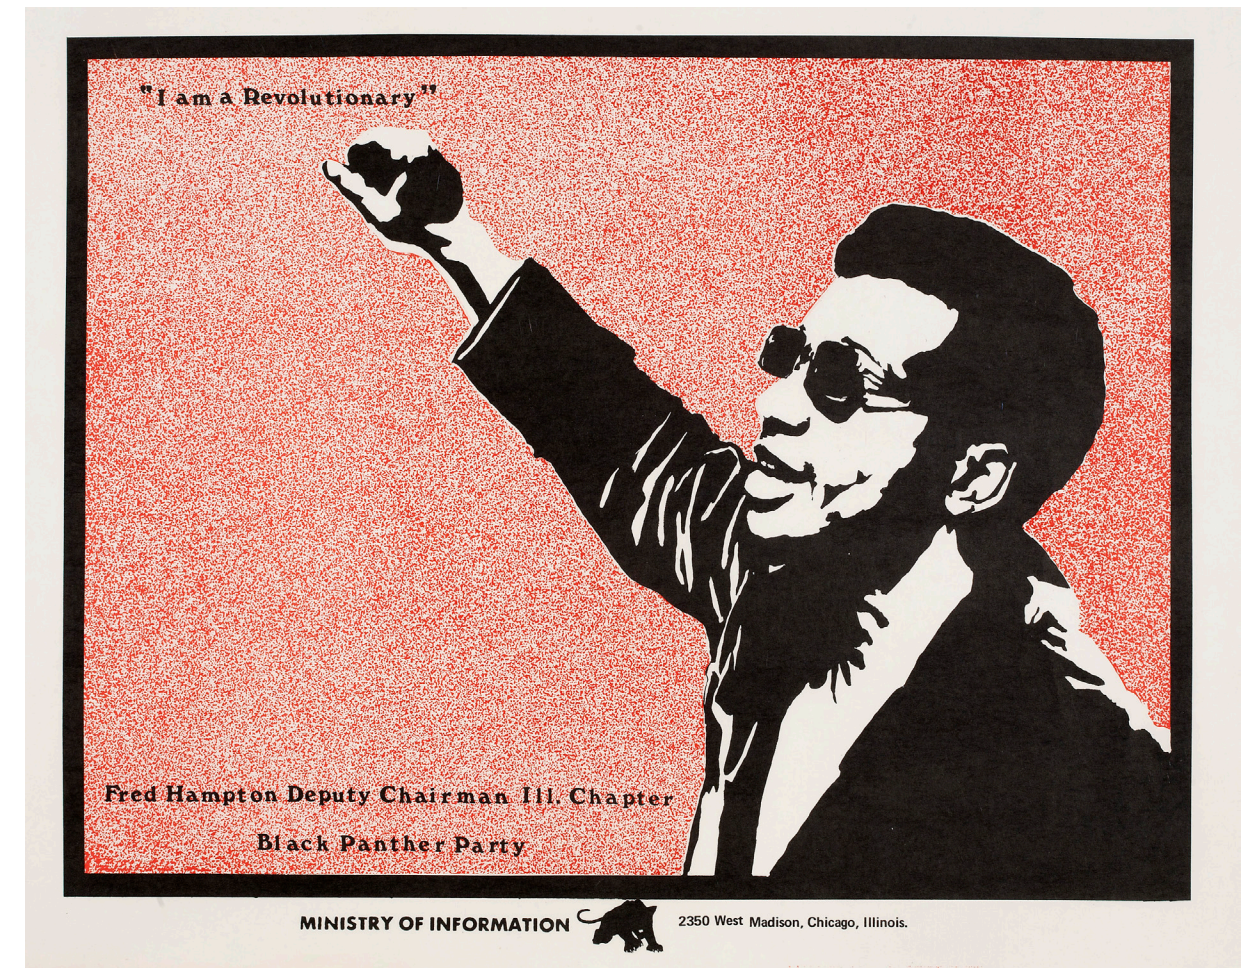 "I am a Revolutionary"
Fred Hampton Deputy Chairman Ill. Chapter
Black Panther Party
MINISTRY OF INFORMATION 2350 West Madison, Chicago, Illinois.